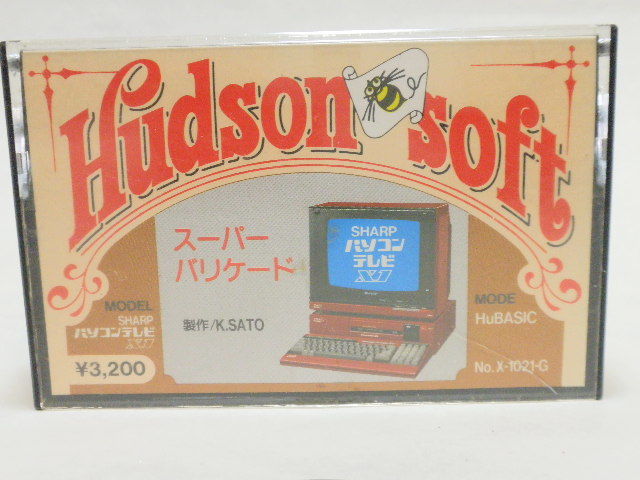 Hudson soft
スーパー
バリケード
製作/K.SATO
SHARP
パソコン
テレビ
X1
MODEL
SHARP
パソコンテレビ
X1
¥3,200
MODE
HuBASIC
No. X-1021-G